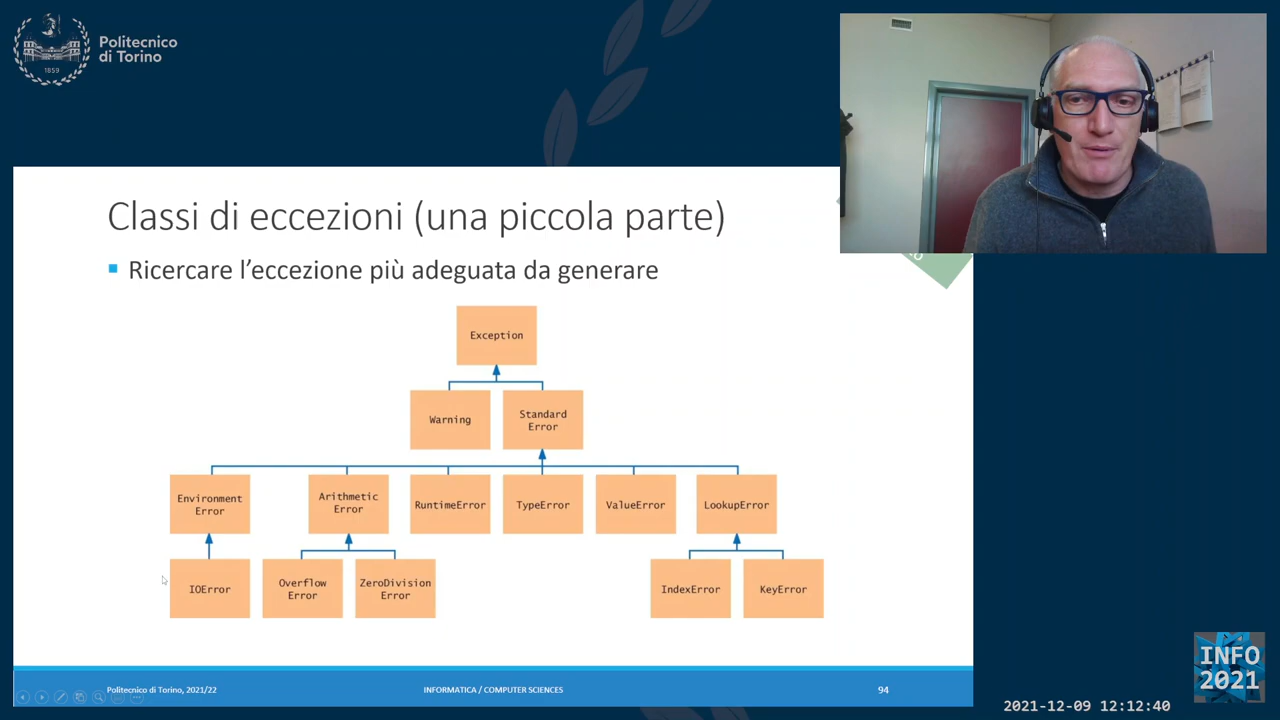 Politecnico
di Torino
1859
Classi di eccezioni (una piccola parte)
Ricercare l'eccezione più adeguata da generare
Exception
Warning
Standard
Error
Environment
Error
Arithmetic
Error
RuntimeError
TypeError
ValueError
LookupError
IOError
Overflow
Error
ZeroDivision
Error
IndexError
KeyError
Politecnico di Torino, 2021/22
INFORMATICA / COMPUTER SCIENCES
94
INFO
2021
2021-12-09 12:12:40